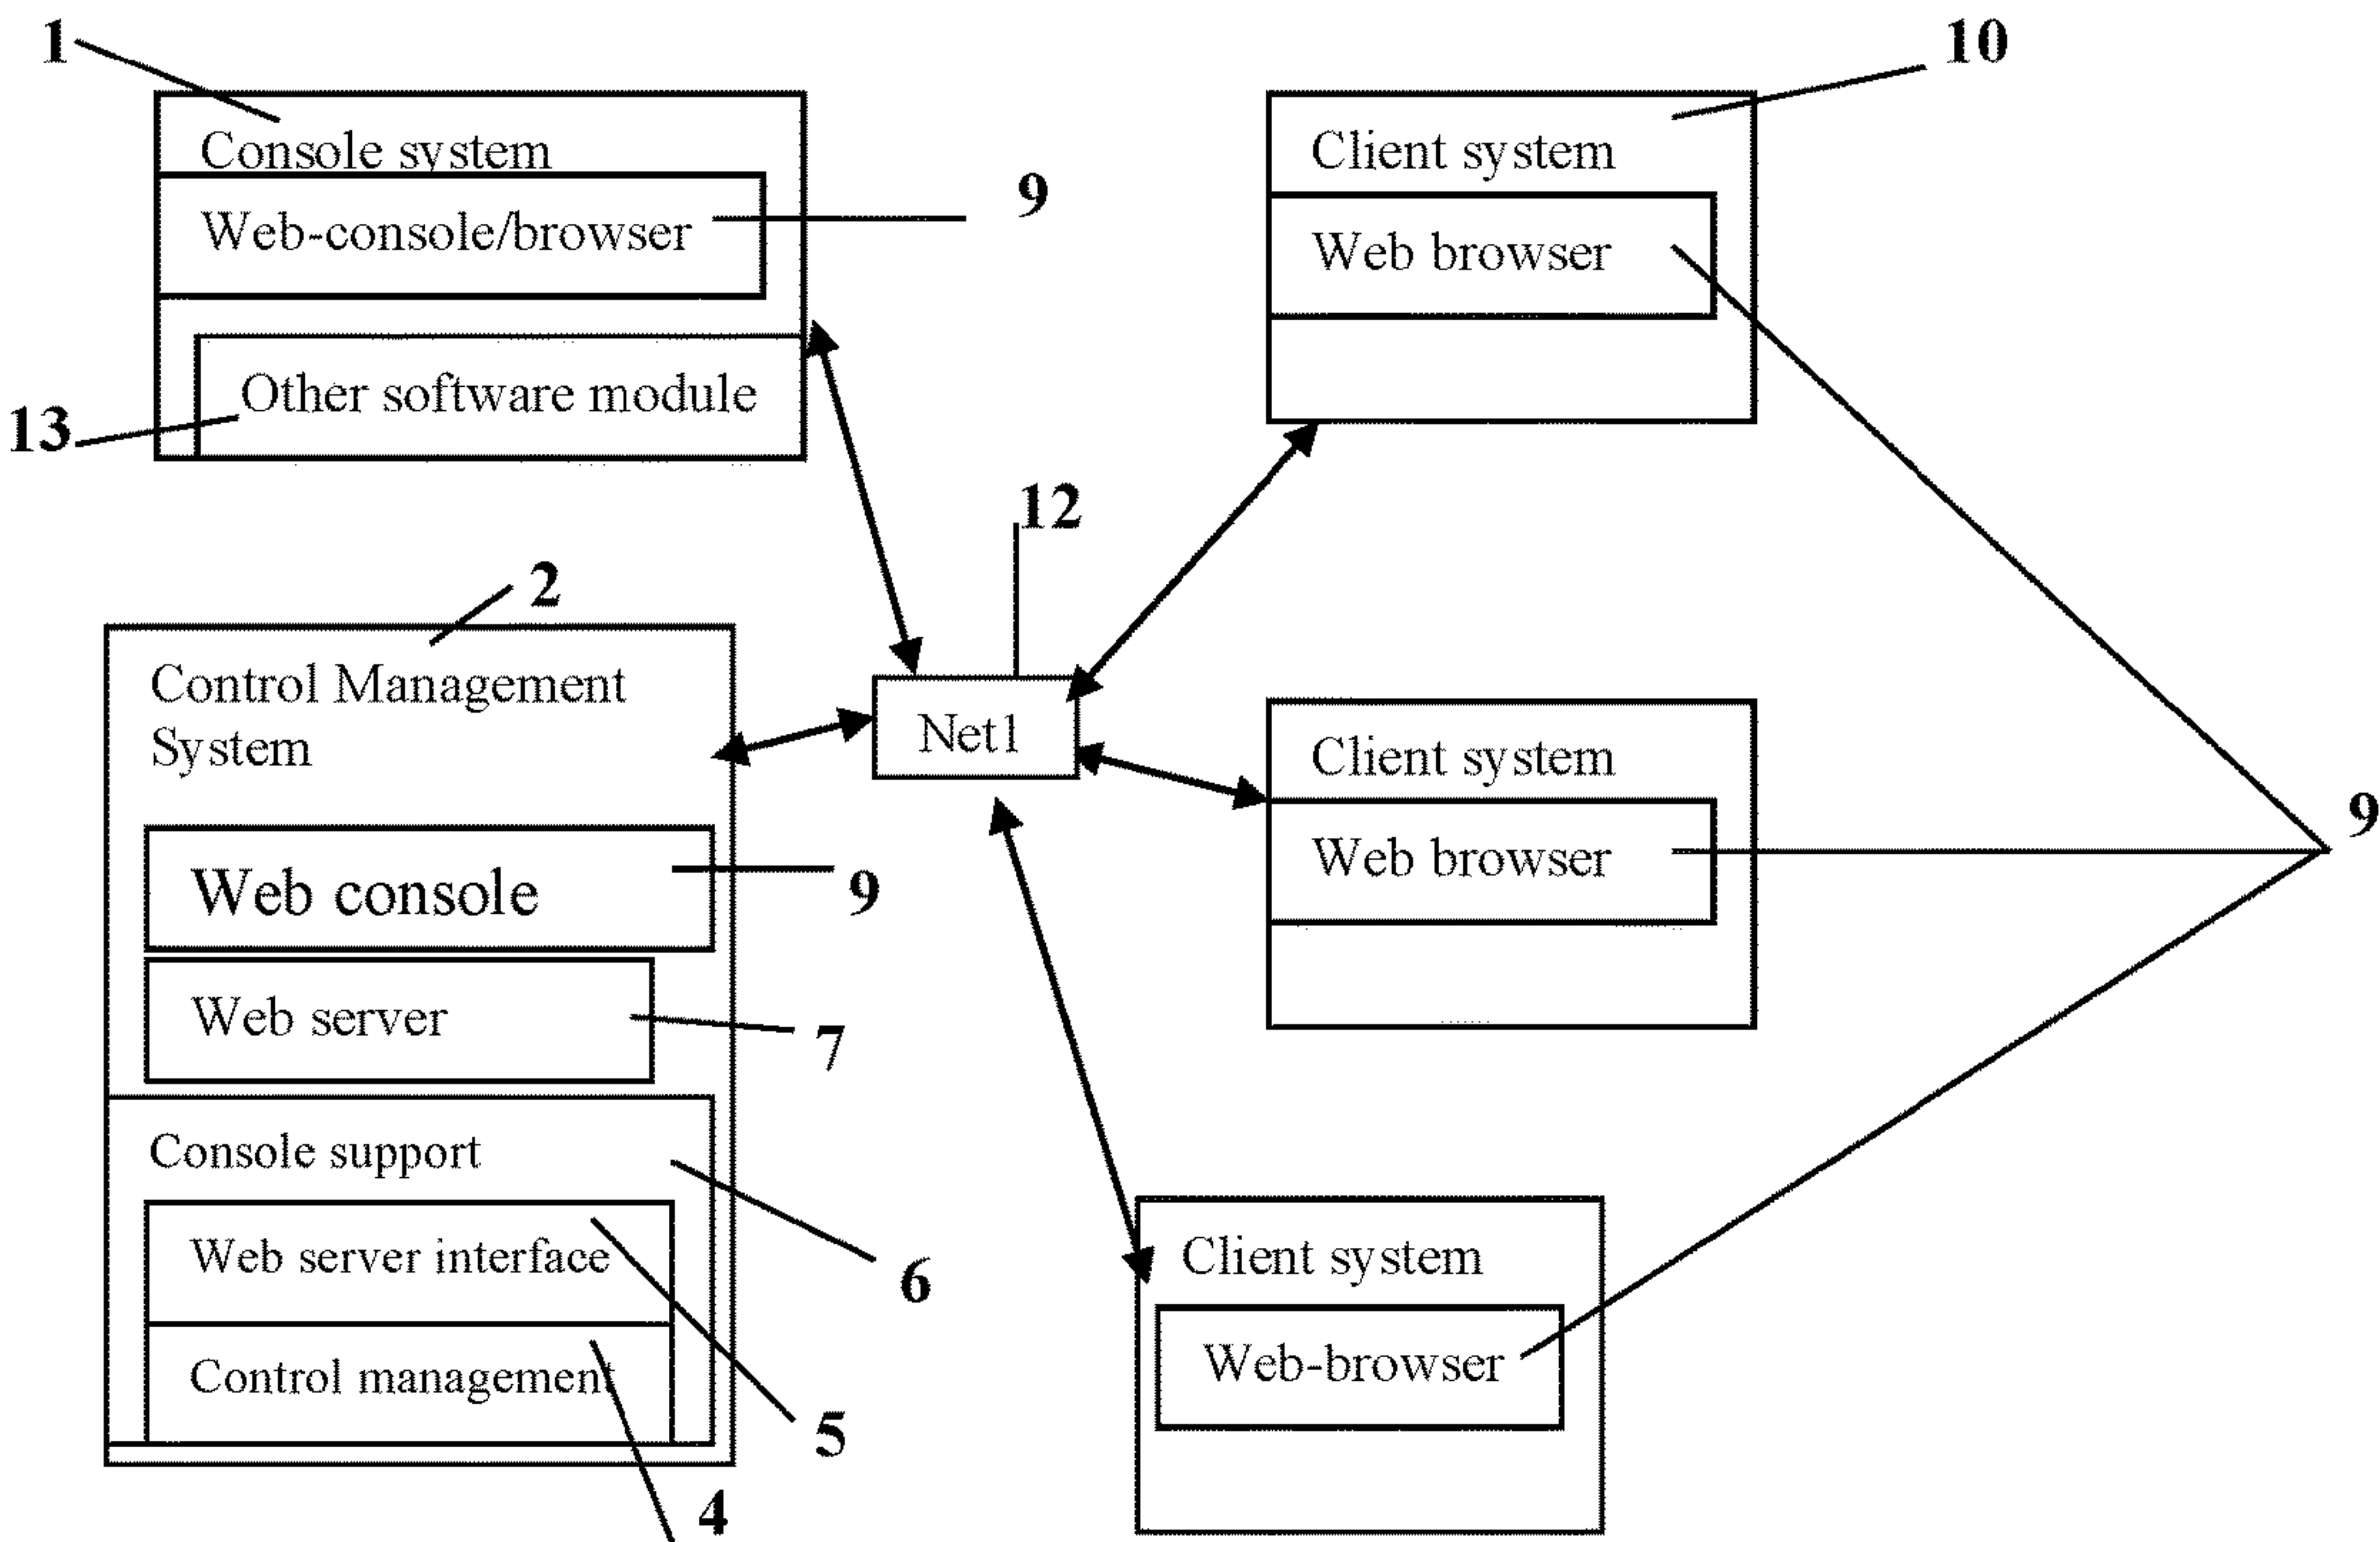 1
10
Console system
Client system
Web-console/browser
9
Web browser
Other software module
13
12
2
Control Management
System
Net1
Client system
9
Web browser
Web console
9
Web server
7
Console support
6
Web server interface
Client system
Control management
Web-browser
5
4